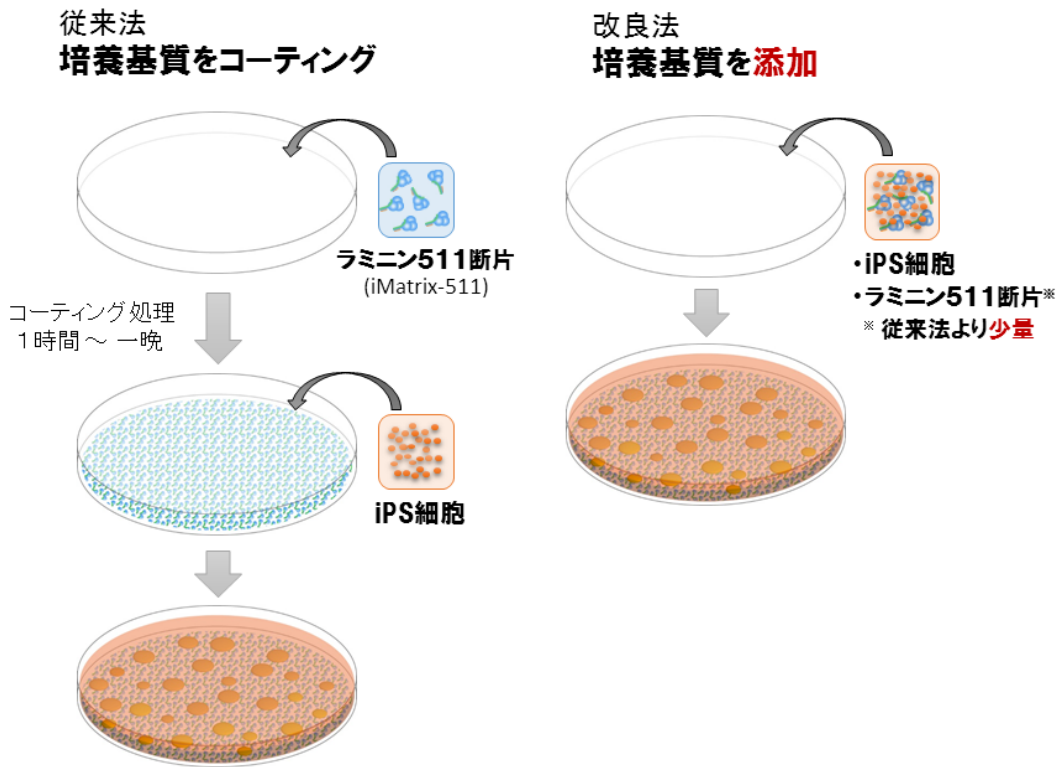 従来法
培養基質をコーティング
ラミニン511断片
(iMatrix-511)
コーティング処理
1時間～一晩
iPS細胞
改良法
培養基質を添加
・iPS細胞
・ラミニン511断片※
※ 従来法より少量